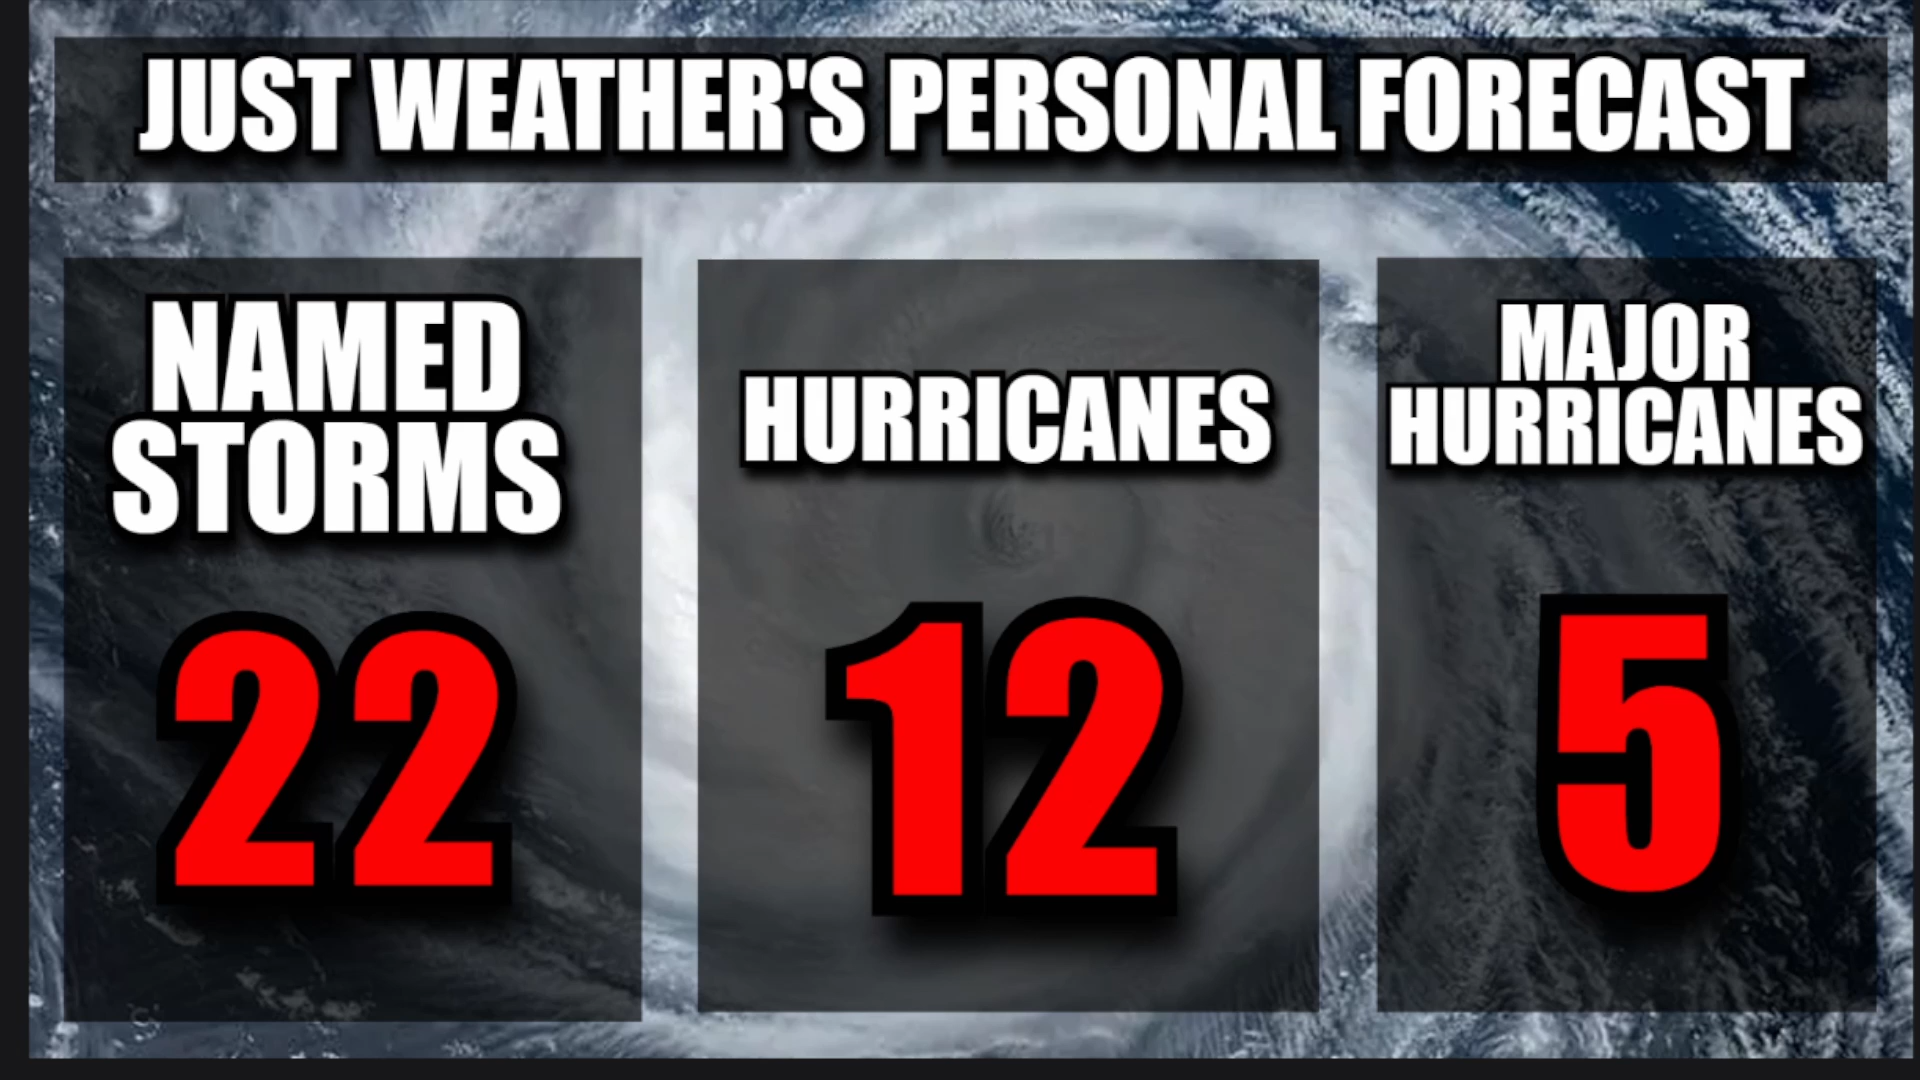 JUST WEATHER'S PERSONAL FORECAST
NAMED
STORMS
22
HURRICANES
12
MAJOR
HURRICANES
5